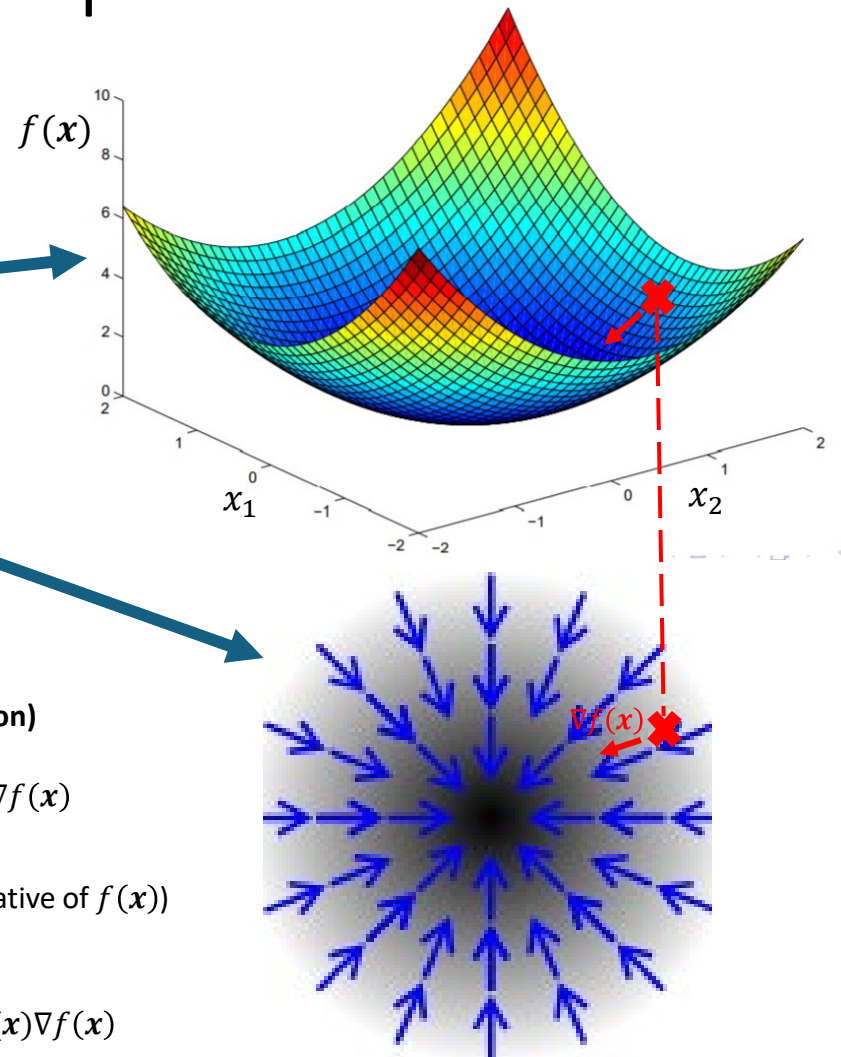 10
f(𝒙)
8
6
4
2
0
2
1
0
x₁
−1
−2
−2
−1
0
x₂
1
2
on)
∇f(𝒙)
∇f(𝒙)
ative of f(𝒙))
(𝒙)∇f(𝒙)